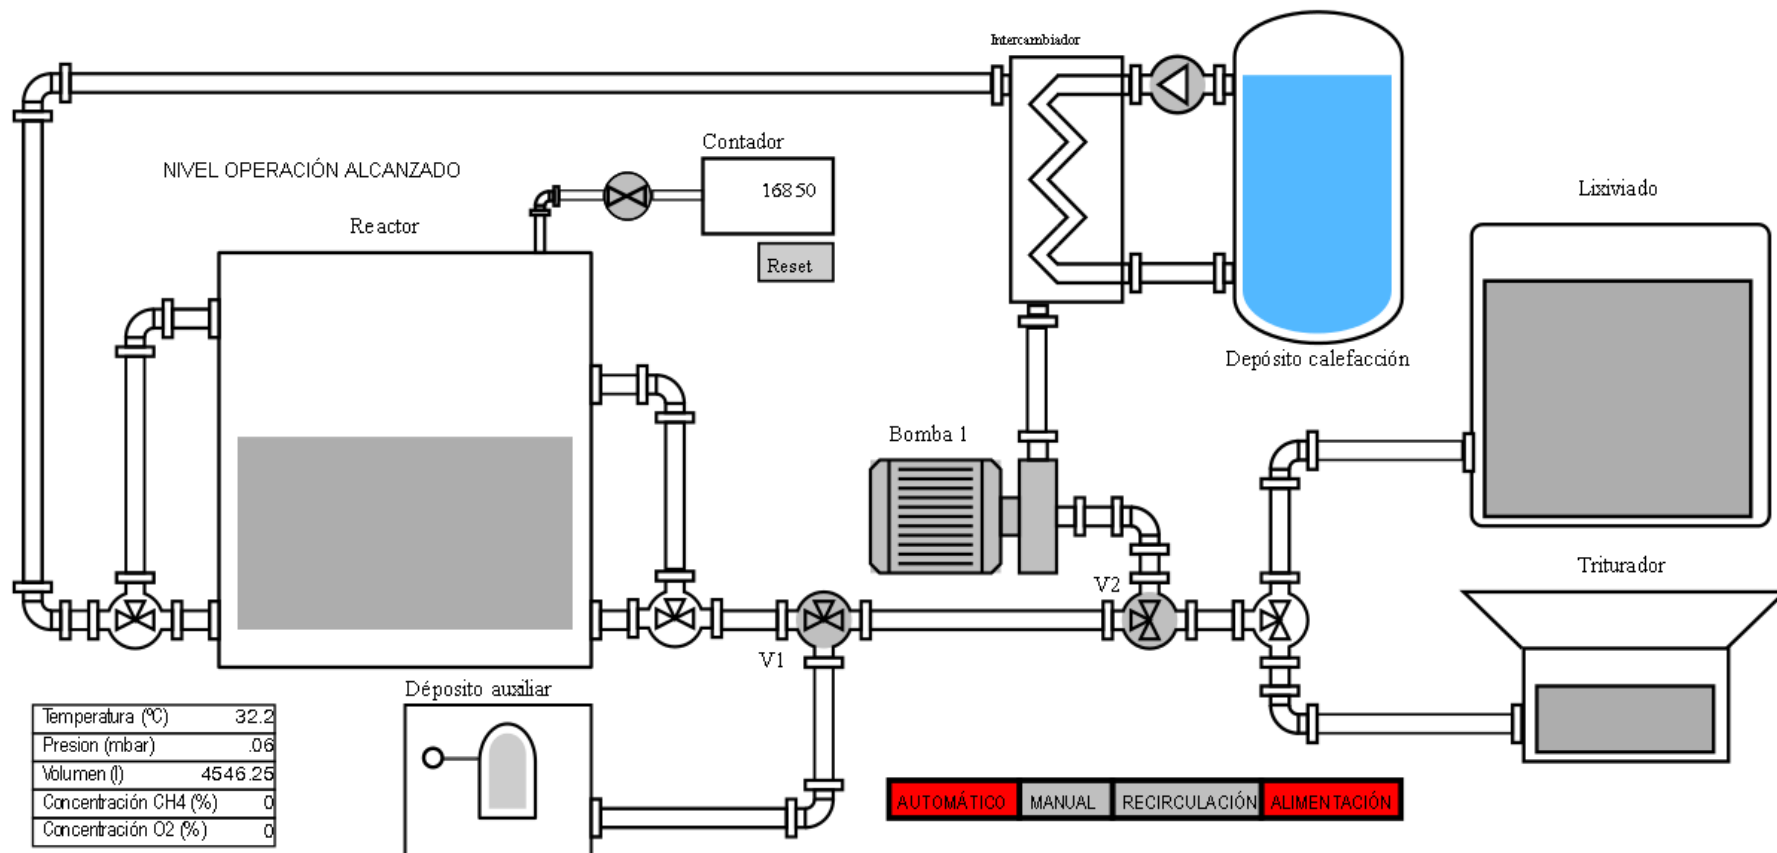 Intercambiador
Contador
NIVEL OPERACIÓN ALCANZADO
16850
Lixiviado
Reactor
Reset
Depósito calefacción
Bomba 1
Triturador
V2
V1
Déposito auxiliar
Temperatura (ºC) 32.2
Presion (mbar) .06
Volumen (l) 4546.25
Concentración CH4 (%) 0
Concentración O2 (%) 0
AUTOMÁTICO MANUAL RECIRCULACIÓN ALIMENTACIÓN